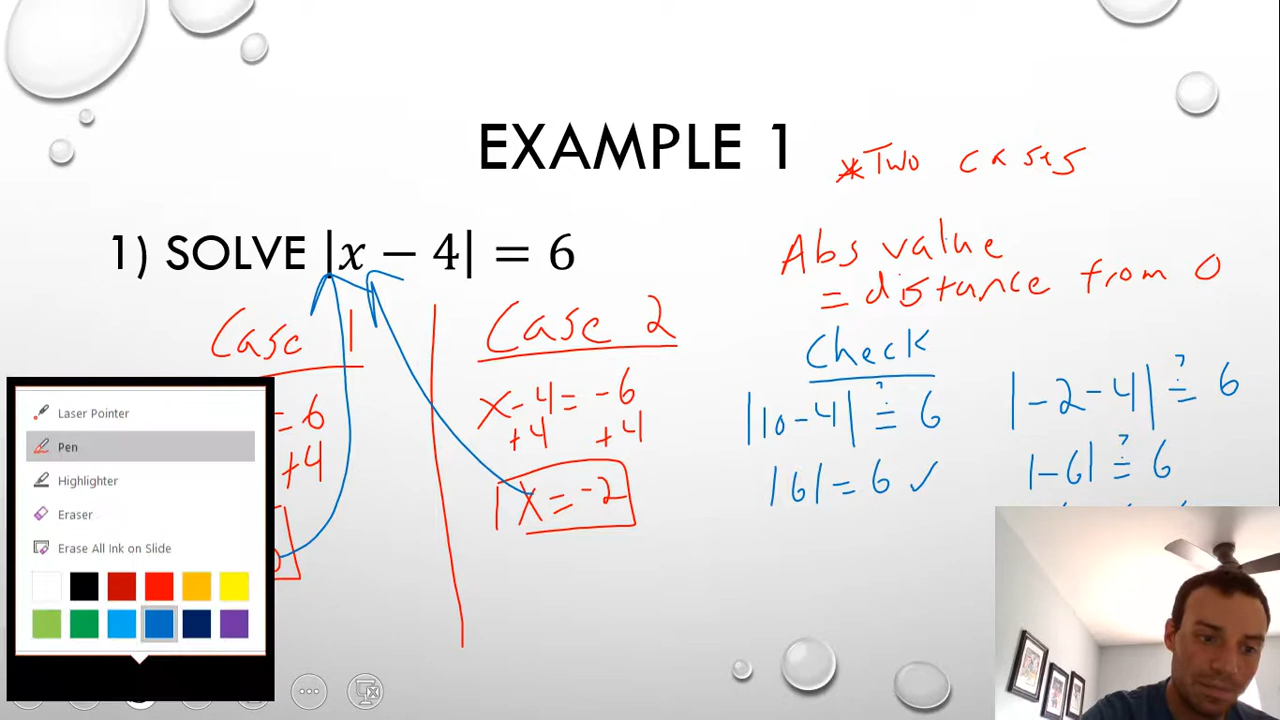 EXAMPLE 1
*Two cases
1) SOLVE |x − 4| = 6
Abs value
= distance from 0
Case 1
= 6
+4
Case 2
x-4 = -6
+4 +4
x = -2
Check
|10-4| ≟ 6
|6| = 6 ✓
|-2-4| ≟ 6
|-6| ≟ 6
Laser Pointer
Pen
Highlighter
Eraser
Erase All Ink on Slide